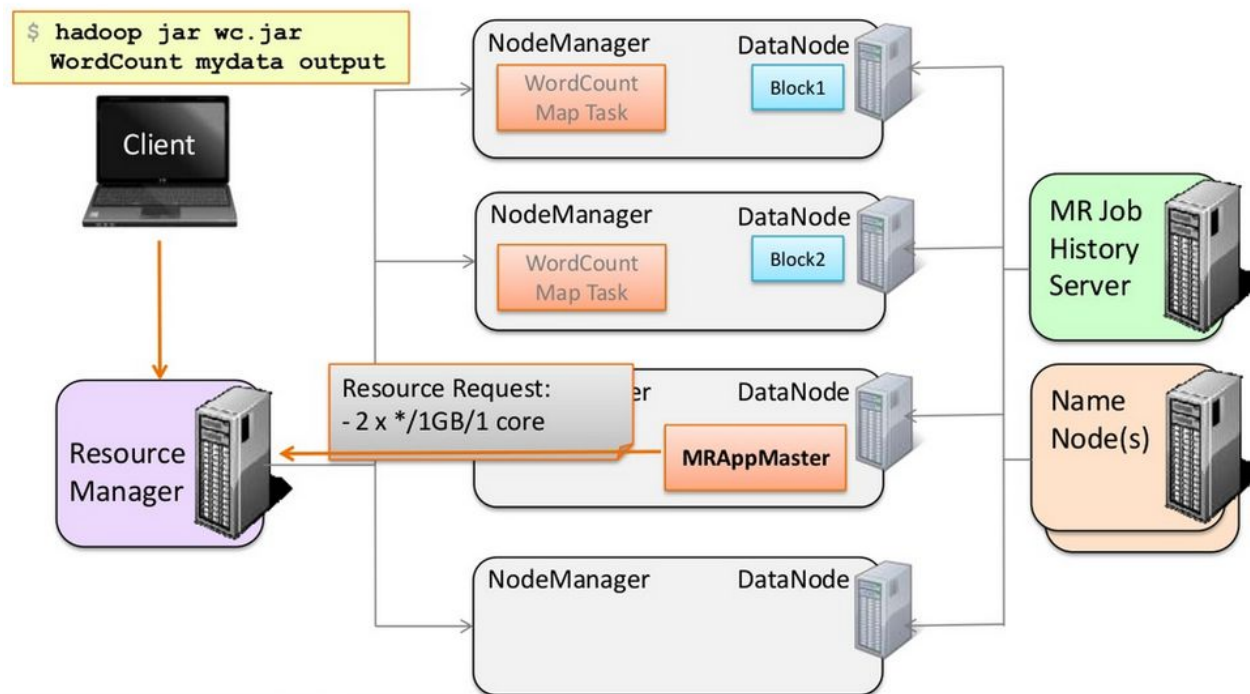 $ hadoop jar wc.jar
WordCount mydata output
Client
NodeManager
DataNode
WordCount
Map Task
Block1
NodeManager
DataNode
WordCount
Map Task
Block2
MR Job
History
Server
Resource Request:
- 2 x */1GB/1 core
er
DataNode
MRAppMaster
Resource
Manager
Name
Node(s)
NodeManager
DataNode